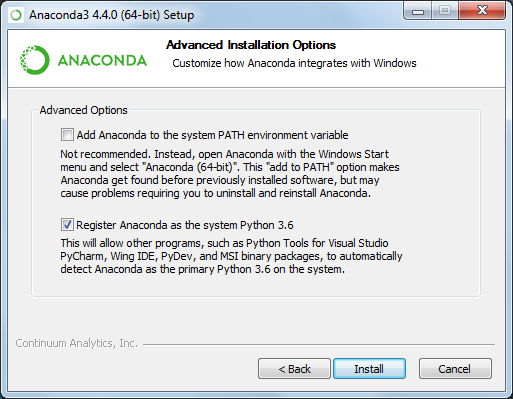 Anaconda3 4.4.0 (64-bit) Setup
ANACONDA
Advanced Installation Options
Customize how Anaconda integrates with Windows
Advanced Options
Add Anaconda to the system PATH environment variable
Not recommended. Instead, open Anaconda with the Windows Start
menu and select "Anaconda (64-bit)". This "add to PATH" option makes
Anaconda get found before previously installed software, but may
cause problems requiring you to uninstall and reinstall Anaconda.
Register Anaconda as the system Python 3.6
This will allow other programs, such as Python Tools for Visual Studio
PyCharm, Wing IDE, PyDev, and MSI binary packages, to automatically
detect Anaconda as the primary Python 3.6 on the system.
Continuum Analytics, Inc.
< Back
Install
Cancel